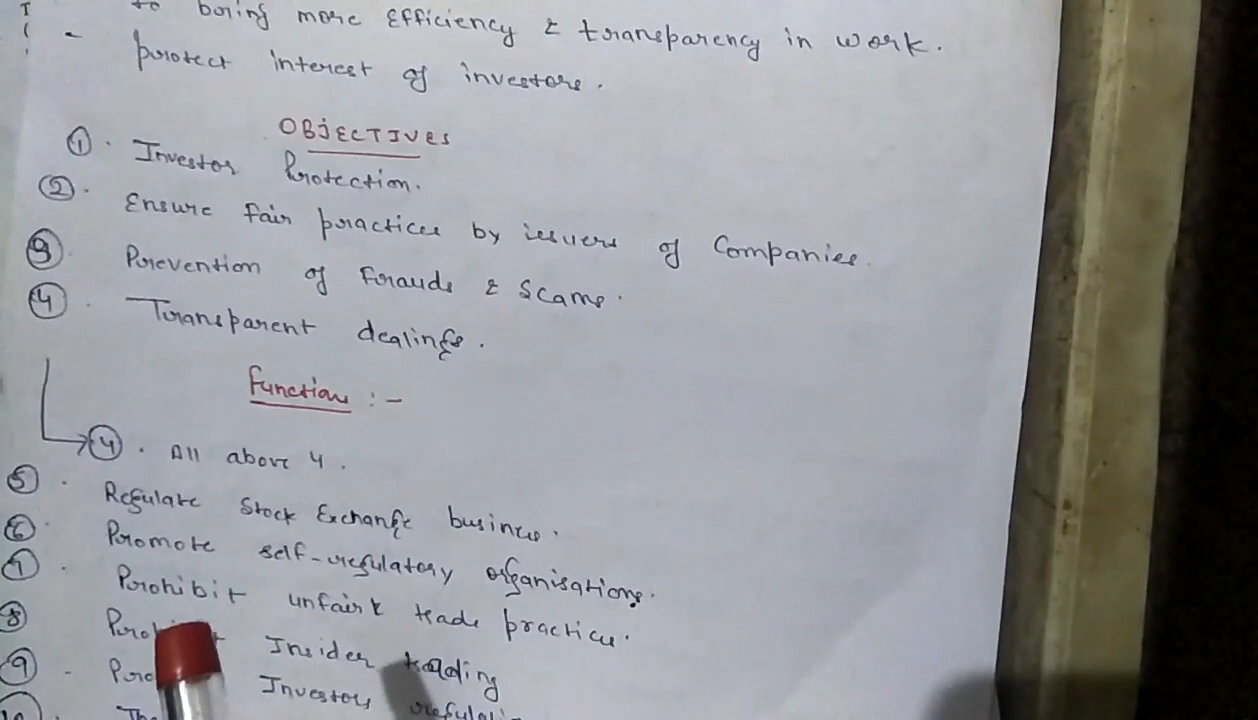 to bring more efficiency & transparency in work.
- protect interest of investors.
OBJECTIVES
①. Investor Protection.
②. Ensure fair practices by issuers of Companies.
③. Prevention of Frauds & Scams.
④. Transparent dealings.
Function :-
④. All above 4.
⑤. Regulate Stock Exchange business.
⑥. Promote self-regulatory organisations.
⑦. Prohibit unfair trade practices.
⑧ Insider trading
⑨ - Investors
⑩.